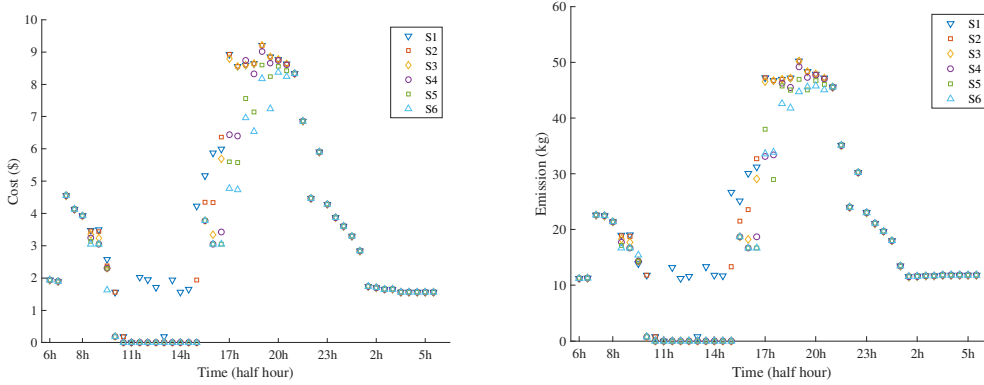 10
9
8
7
6
5
4
3
2
1
0
Cost ($)
6h 8h 11h 14h 17h 20h 23h 2h 5h
Time (half hour)
S1
S2
S3
S4
S5
S6
60
50
40
30
20
10
0
Emission (kg)
6h 8h 11h 14h 17h 20h 23h 2h 5h
Time (half hour)
S1
S2
S3
S4
S5
S6